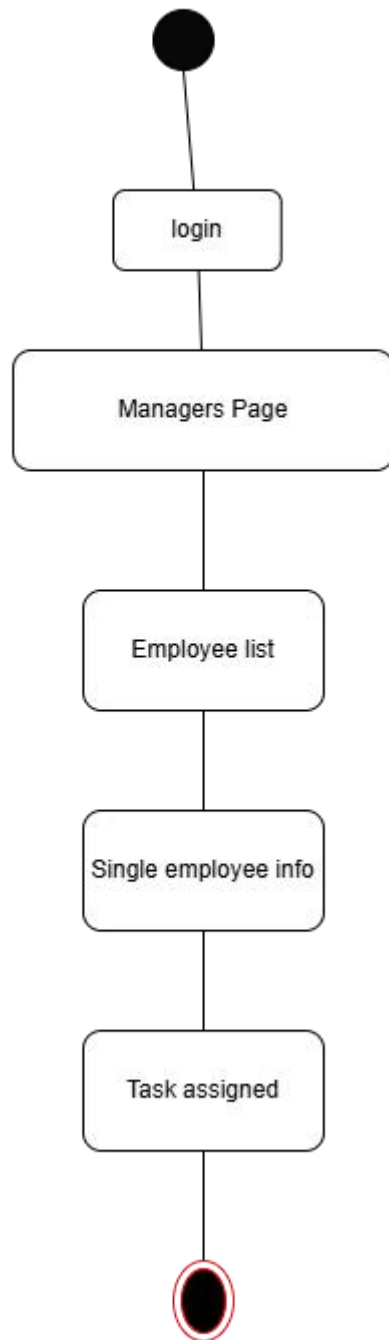 login
Managers Page
Employee list
Single employee info
Task assigned